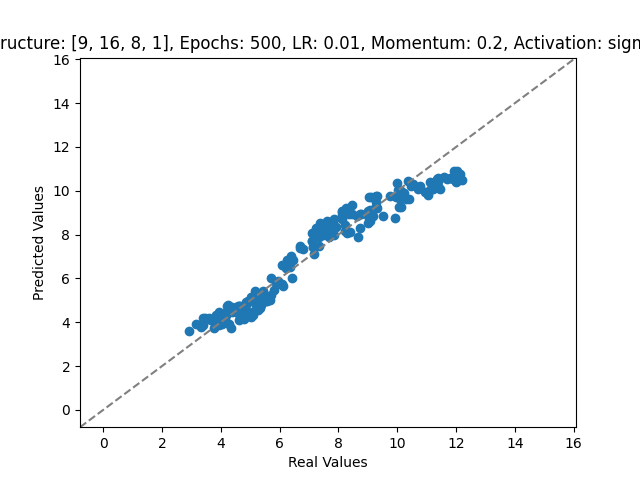 ructure: [9, 16, 8, 1], Epochs: 500, LR: 0.01, Momentum: 0.2, Activation: sigm
16
14
12
10
8
6
4
2
0
Predicted Values
0 2 4 6 8 10 12 14 16
Real Values